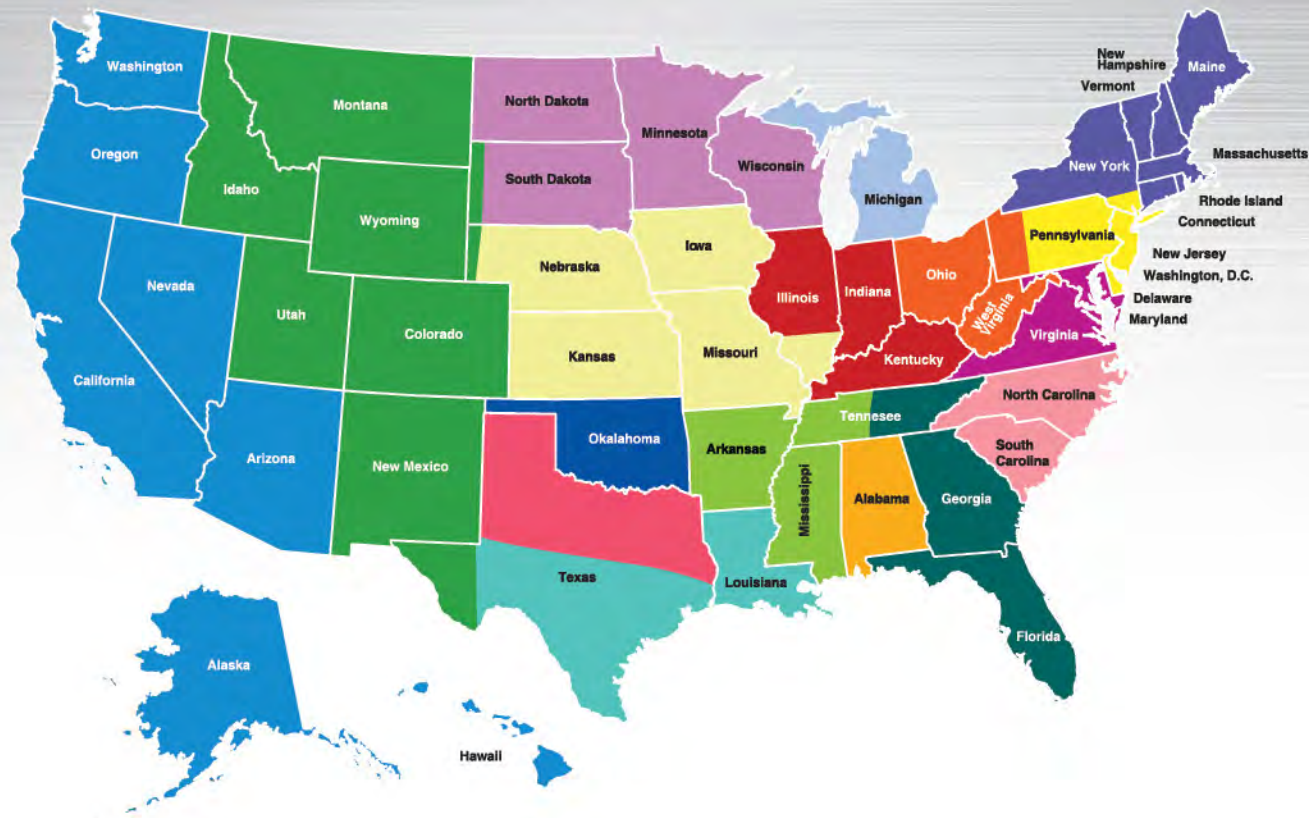 Washington
Oregon
California
Nevada
Idaho
Montana
Wyoming
Utah
Colorado
Arizona
New Mexico
North Dakota
South Dakota
Nebraska
Kansas
Okalahoma
Texas
Minnesota
Iowa
Missouri
Arkansas
Louisiana
Wisconsin
Illinois
Michigan
Indiana
Ohio
Kentucky
Tennesee
Mississippi
Alabama
Georgia
Florida
South
Carolina
North Carolina
Virginia
West
Virginia
Pennsylvania
New York
Vermont
New
Hampshire
Maine
Massachusetts
Rhode Island
Connecticut
New Jersey
Washington, D.C.
Delaware
Maryland
Alaska
Hawaii